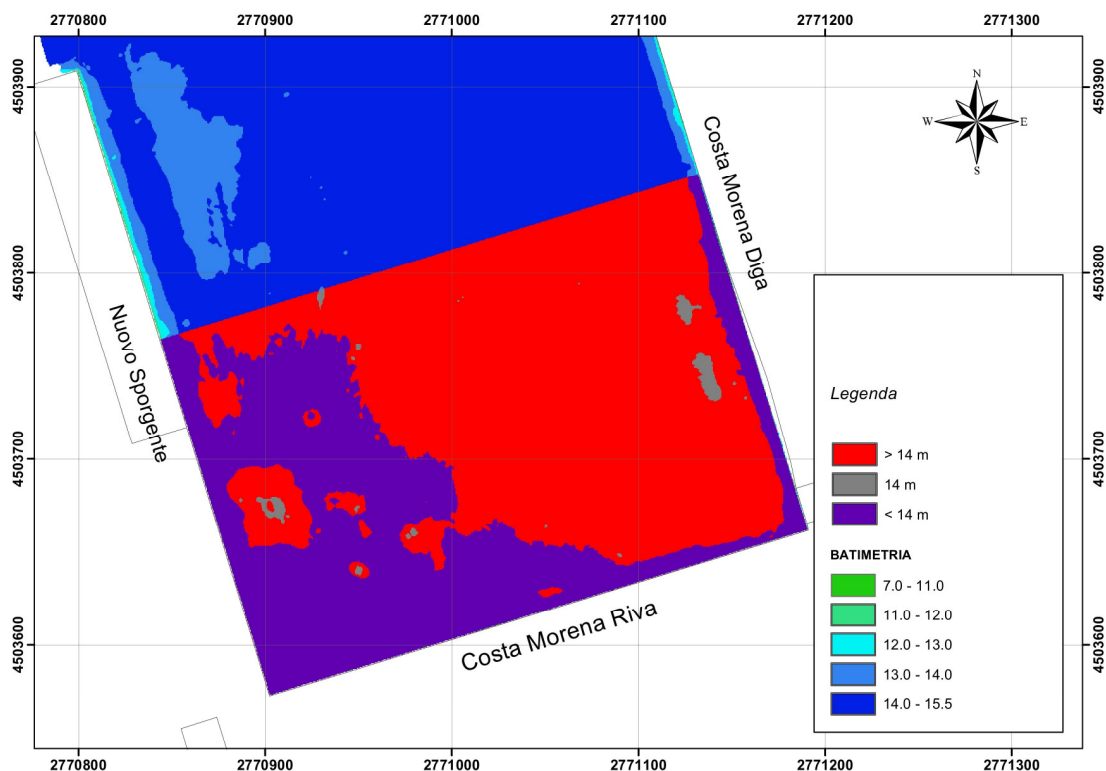 2770800 2770900 2771000 2771100 2771200 2771300
4503900
4503800
4503700
4503600
4503900
4503800
4503700
4503600
N
W E
S
Costa Morena Diga
Nuovo Sporgente
Costa Morena Riva
Legenda
> 14 m
14 m
< 14 m
BATIMETRIA
7.0 - 11.0
11.0 - 12.0
12.0 - 13.0
13.0 - 14.0
14.0 - 15.5
2770800 2770900 2771000 2771100 2771200 2771300